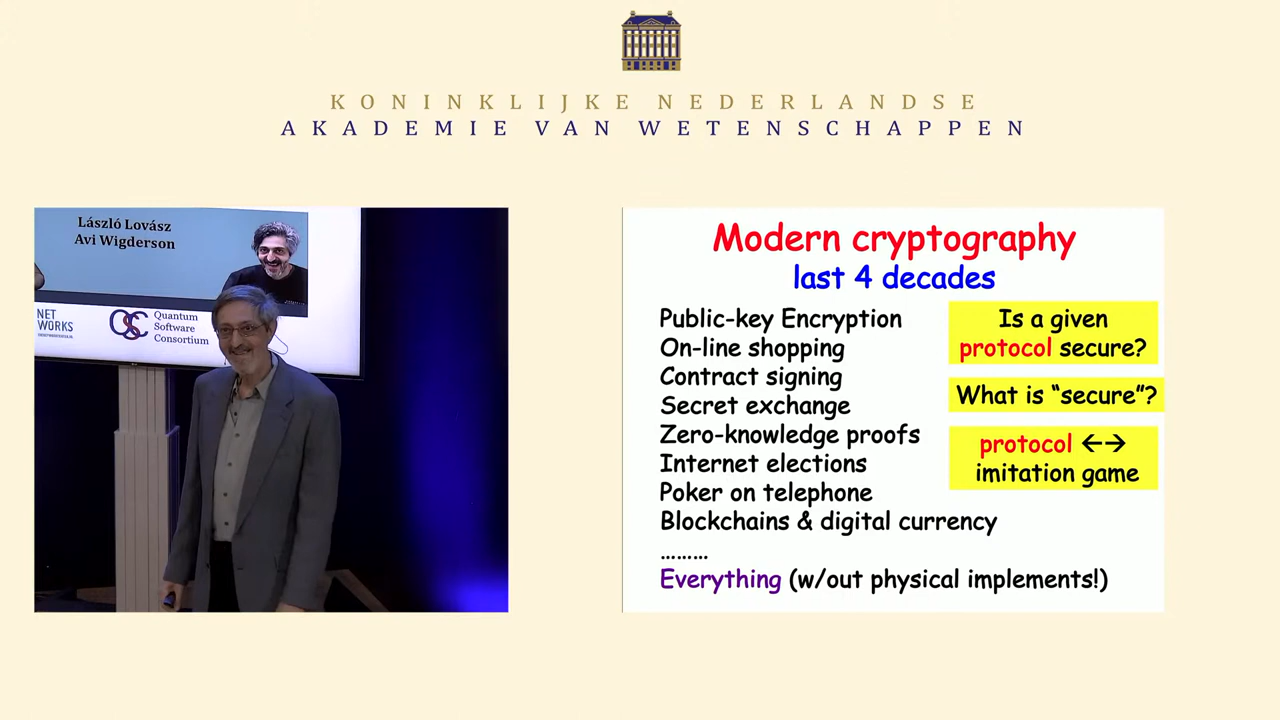 KONINKLIJKE NEDERLANDSE
AKADEMIE VAN WETENSCHAPPEN
László Lovász
Avi Wigderson
NET
WORKS
QSC
Quantum
Software
Consortium
Modern cryptography
last 4 decades
Public-key Encryption
On-line shopping
Contract signing
Secret exchange
Zero-knowledge proofs
Internet elections
Poker on telephone
Blockchains & digital currency
………
Everything (w/out physical implements!)
Is a given
protocol secure?
What is “secure”?
protocol ←→
imitation game